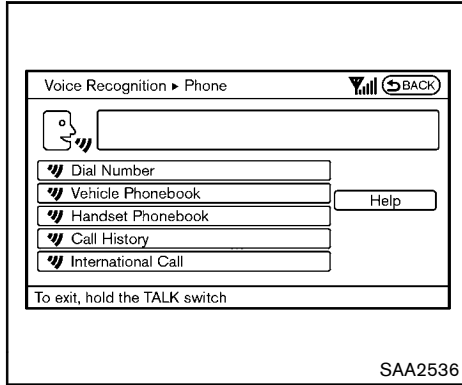 Voice Recognition ▸ Phone BACK
Dial Number
Vehicle Phonebook
Help
Handset Phonebook
Call History
International Call
To exit, hold the TALK switch
SAA2536